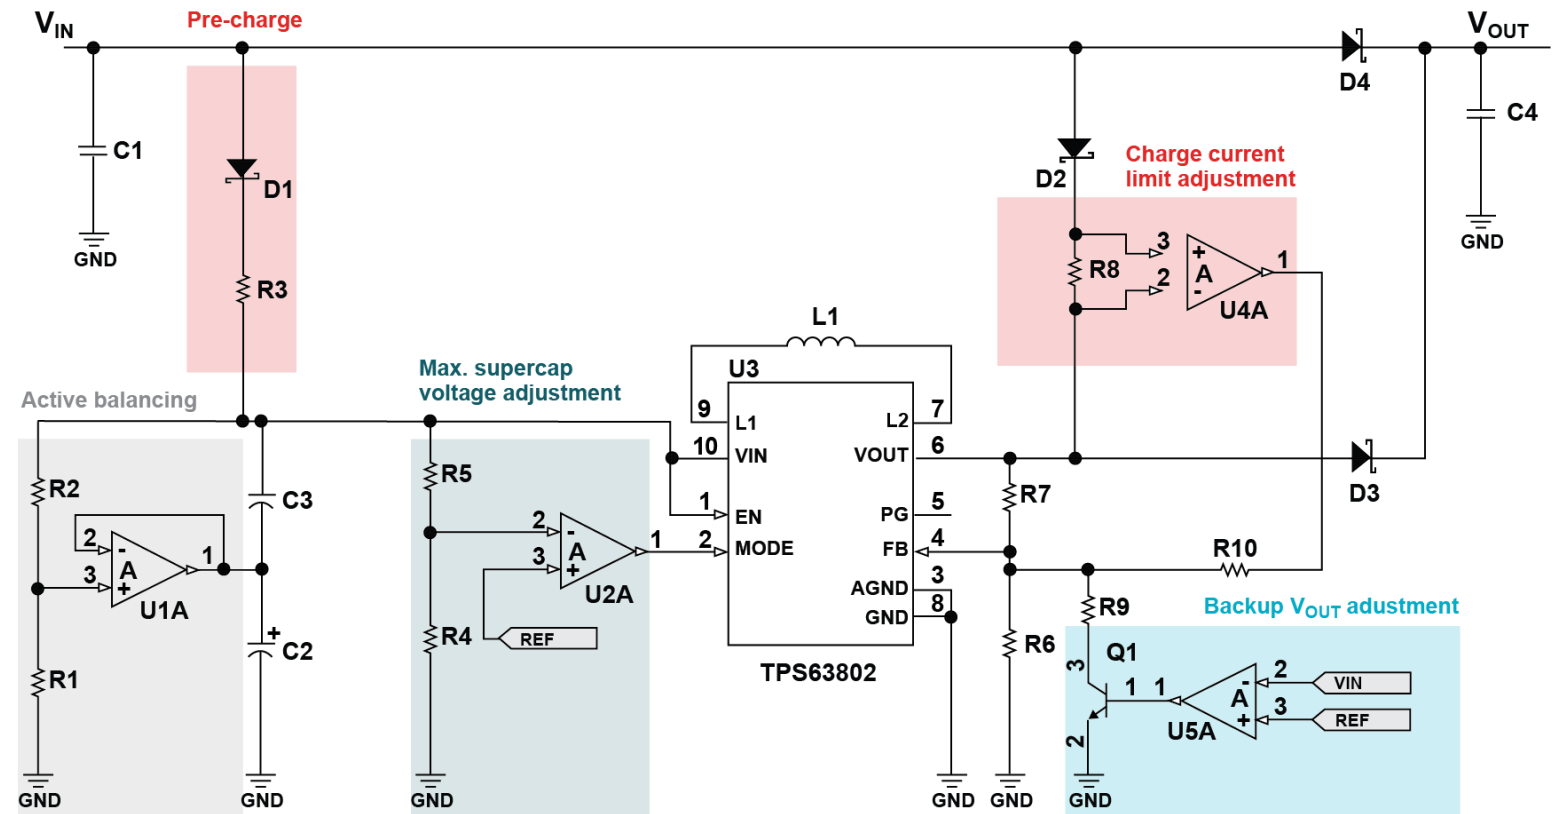 VIN
Pre-charge
VOUT
D4
C1
C4
D1
D2
Charge current
limit adjustment
GND
GND
R3
3
+
R8
A
1
2
-
U4A
L1
Max. supercap
voltage adjustment
U3
Active balancing
9
L1
L2
7
10
VIN
VOUT
6
R5
R2
C3
R7
D3
1
EN
PG
5
2
-
1
2
MODE
FB
4
A
3
+
U2A
R10
2
-
1
A
3
+
U1A
AGND
3
GND
8
R9
Backup VOUT adustment
R4
REF
R6
C2
+
Q1
TPS63802
R1
3
1
1
-
2
VIN
A
+
3
REF
U5A
2
GND
GND
GND
GND
GND
GND